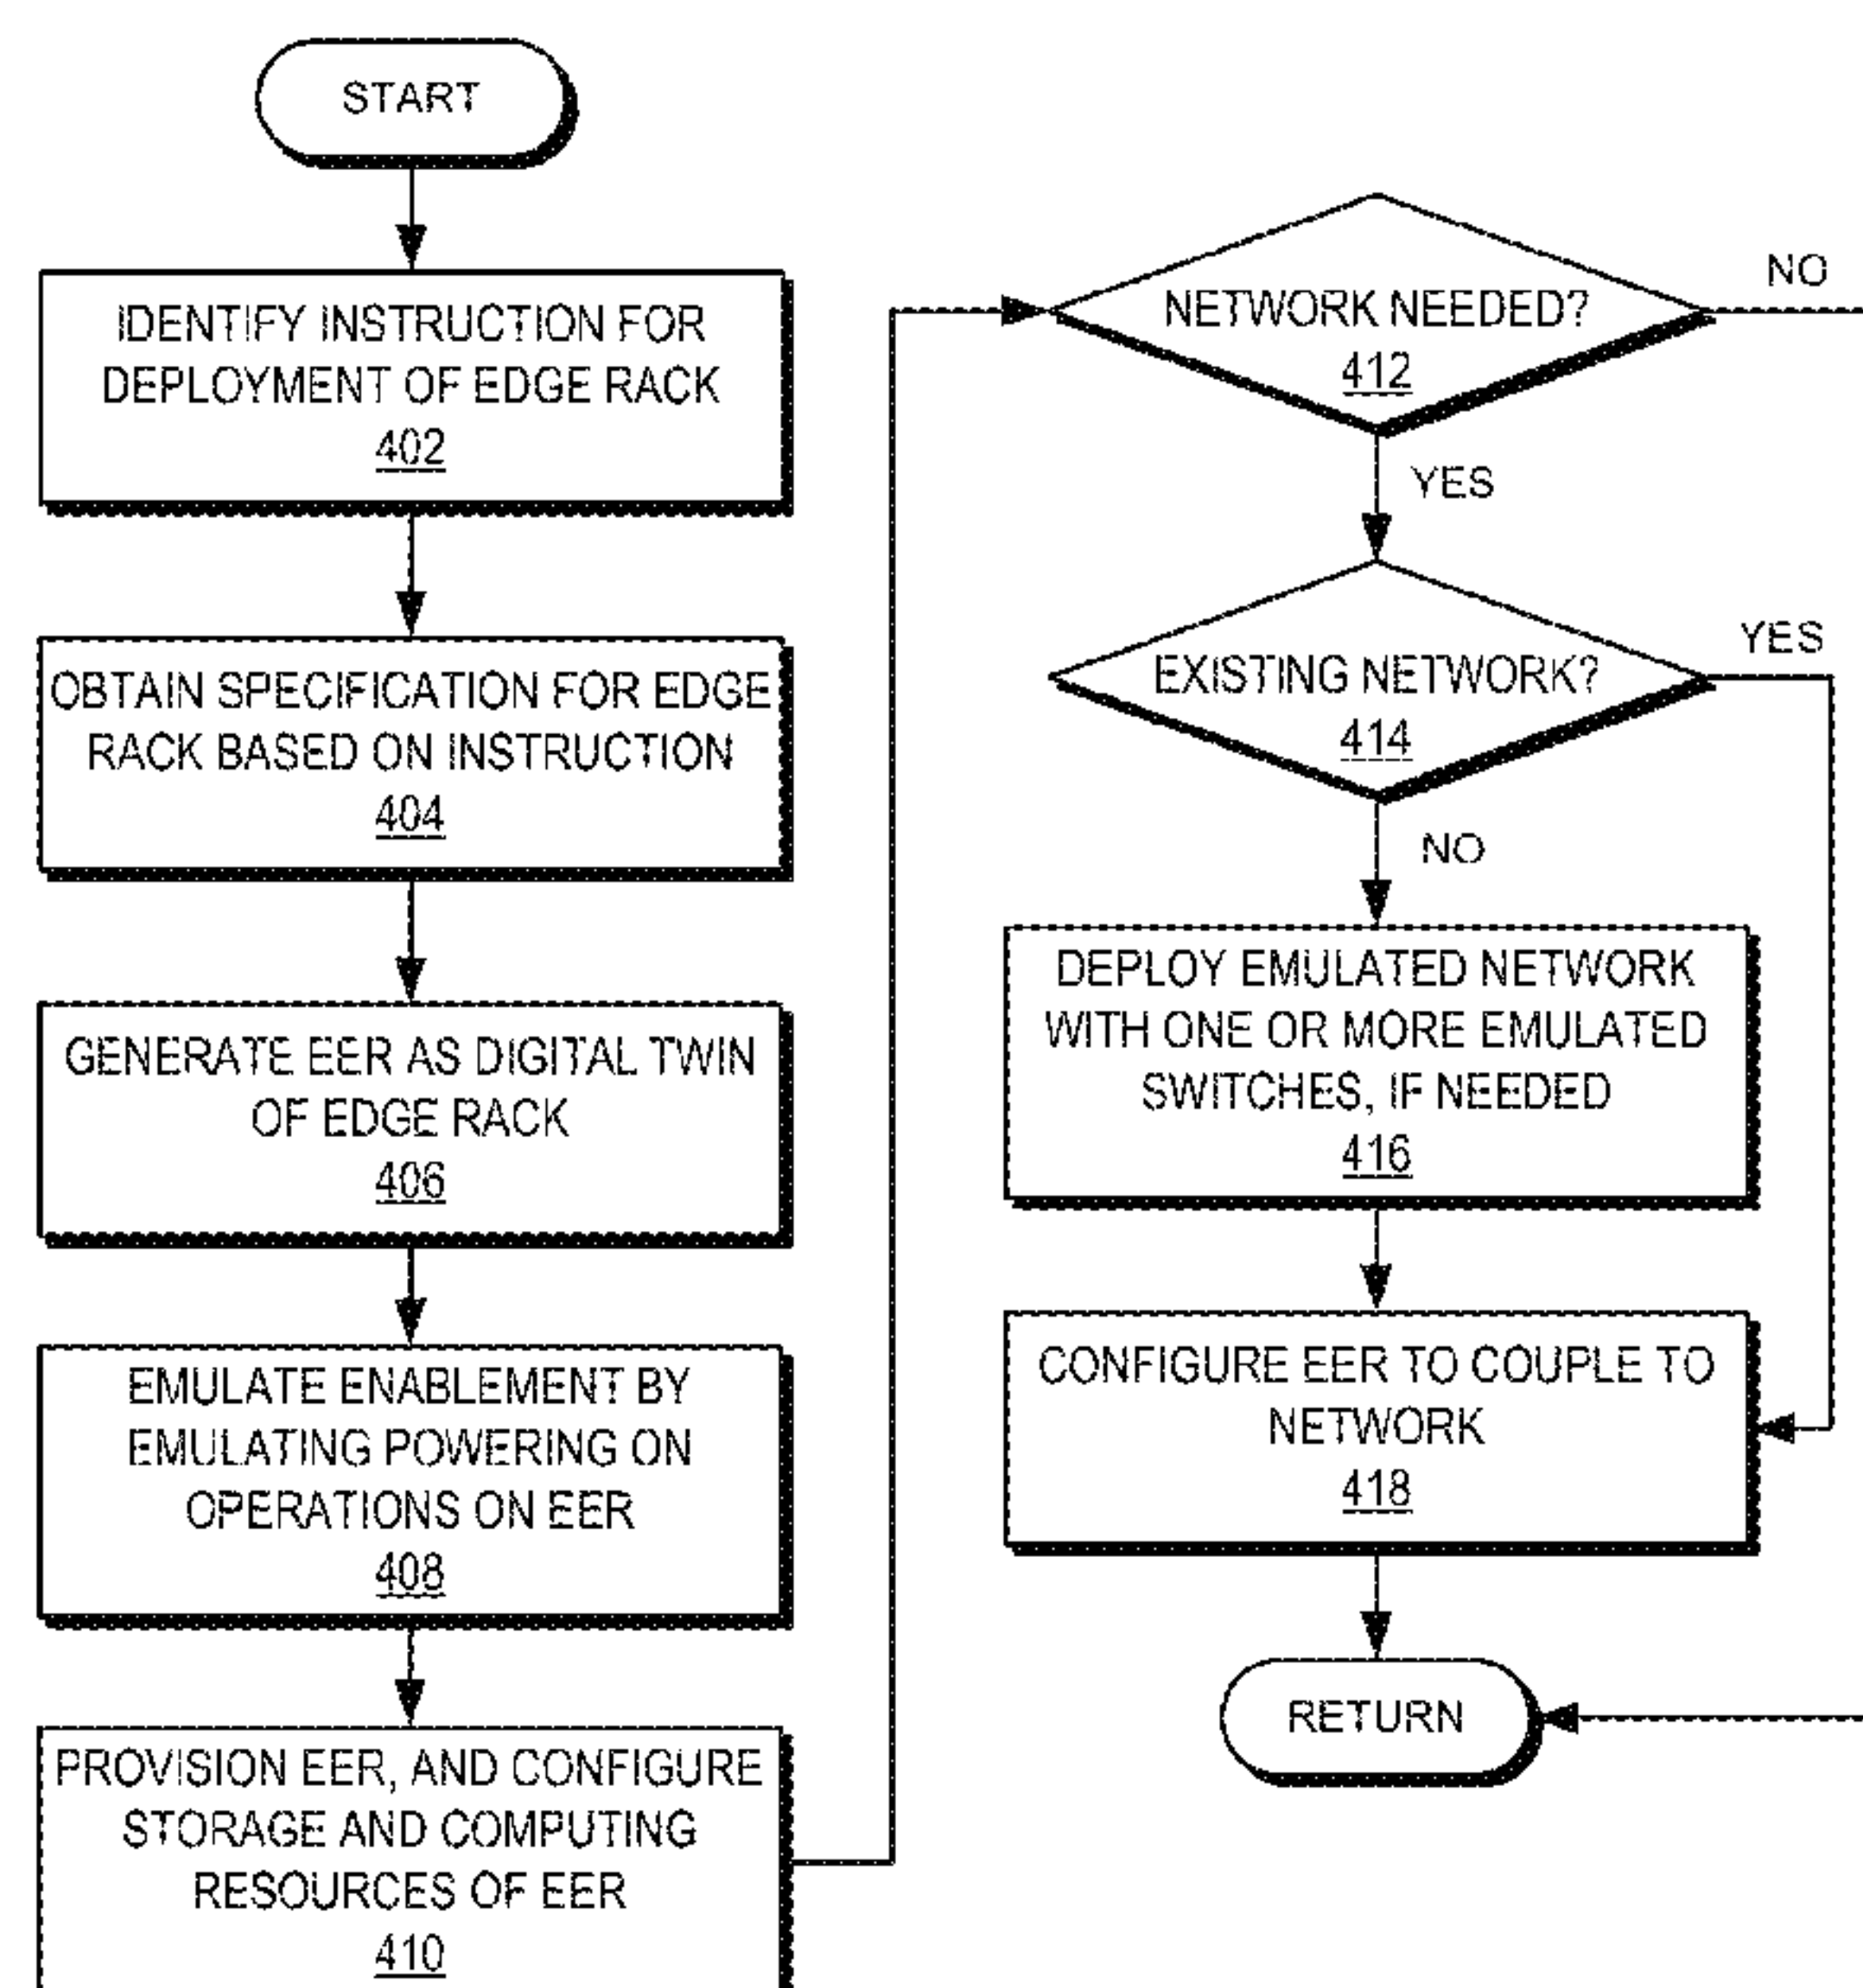 START
IDENTIFY INSTRUCTION FOR
DEPLOYMENT OF EDGE RACK
402
OBTAIN SPECIFICATION FOR EDGE
RACK BASED ON INSTRUCTION
404
GENERATE EER AS DIGITAL TWIN
OF EDGE RACK
406
EMULATE ENABLEMENT BY
EMULATING POWERING ON
OPERATIONS ON EER
408
PROVISION EER, AND CONFIGURE
STORAGE AND COMPUTING
RESOURCES OF EER
410
NETWORK NEEDED?
412
NO
YES
EXISTING NETWORK?
414
YES
NO
DEPLOY EMULATED NETWORK
WITH ONE OR MORE EMULATED
SWITCHES, IF NEEDED
416
CONFIGURE EER TO COUPLE TO
NETWORK
418
RETURN